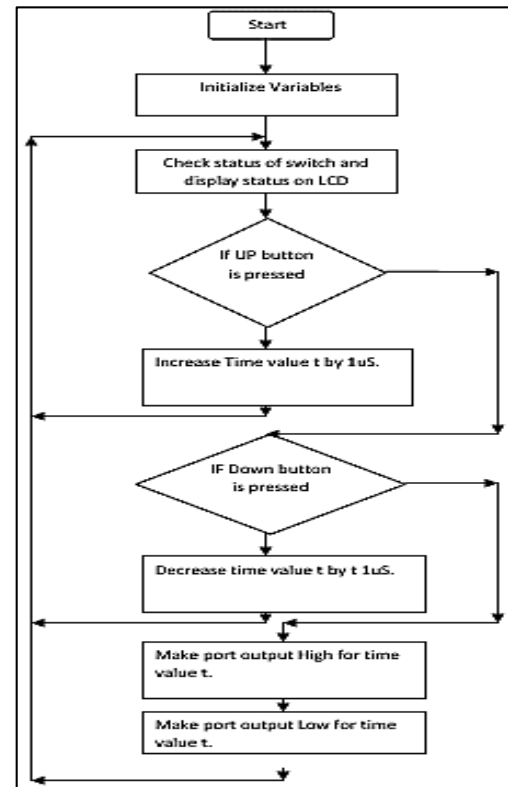 Start
Initialize Variables
Check status of switch and
display status on LCD
If UP button
is pressed
Increase Time value t by 1uS.
IF Down button
is pressed
Decrease time value t by t 1uS.
Make port output High for time
value t.
Make port output Low for time
value t.